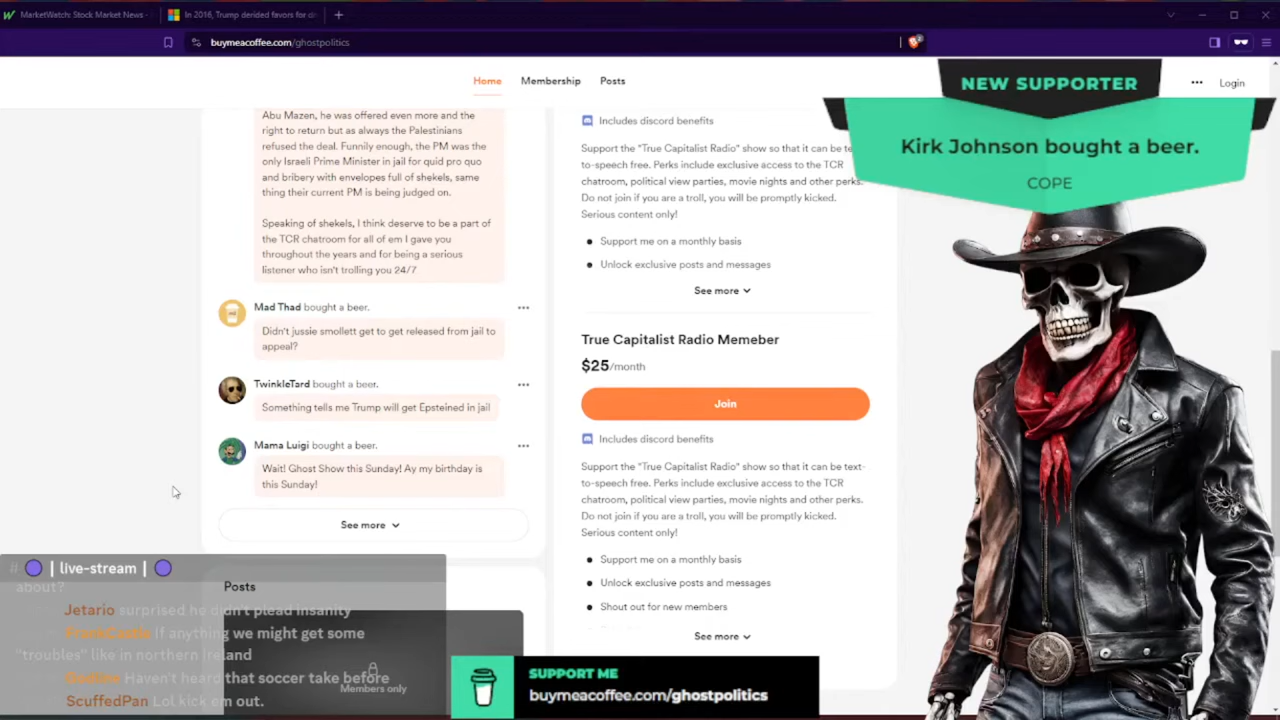 MarketWatch: Stock Market News -
In 2016, Trump derided favors for
buymeacoffee.com/ghostpolitics
Home
Membership
Posts
Login
NEW SUPPORTER
Kirk Johnson bought a beer.
COPE
Abu Mazen, he was offered even more and the
right to return but as always the Palestinians
refused the deal. Funnily enough, the PM was the
only Israeli Prime Minister in jail for quid pro quo
and bribery with envelopes full of shekels, same
thing their current PM is being judged on.
Speaking of shekels, I think deserve to be a part of
the TCR chatroom for all of em I gave you
throughout the years and for being a serious
listener who isn't trolling you 24/7
Mad Thad bought a beer.
Didn't jussie smollett get to get released from jail to
appeal?
TwinkleTard bought a beer.
Something tells me Trump will get Epsteined in jail
Mama Luigi bought a beer.
Wait! Ghost Show this Sunday! Ay my birthday is
this Sunday!
See more
Posts
Members only
Includes discord benefits
Support the "True Capitalist Radio" show so that it can be text-
to-speech free. Perks include exclusive access to the TCR
chatroom, political view parties, movie nights and other perks.
Do not join if you are a troll, you will be promptly kicked.
Serious content only!
Support me on a monthly basis
Unlock exclusive posts and messages
See more
True Capitalist Radio Memeber
$25/month
Join
Includes discord benefits
Support the "True Capitalist Radio" show so that it can be text-
to-speech free. Perks include exclusive access to the TCR
chatroom, political view parties, movie nights and other perks.
Do not join if you are a troll, you will be promptly kicked.
Serious content only!
Support me on a monthly basis
Unlock exclusive posts and messages
Shout out for new members
See more
# | live-stream |
about?
Jetario surprised he didn't plead insanity
FrankCastle If anything we might get some
"troubles" like in northern ireland
Haven't heard that soccer take before
ScuffedPan Lol kick em out.
SUPPORT ME
buymeacoffee.com/ghostpolitics